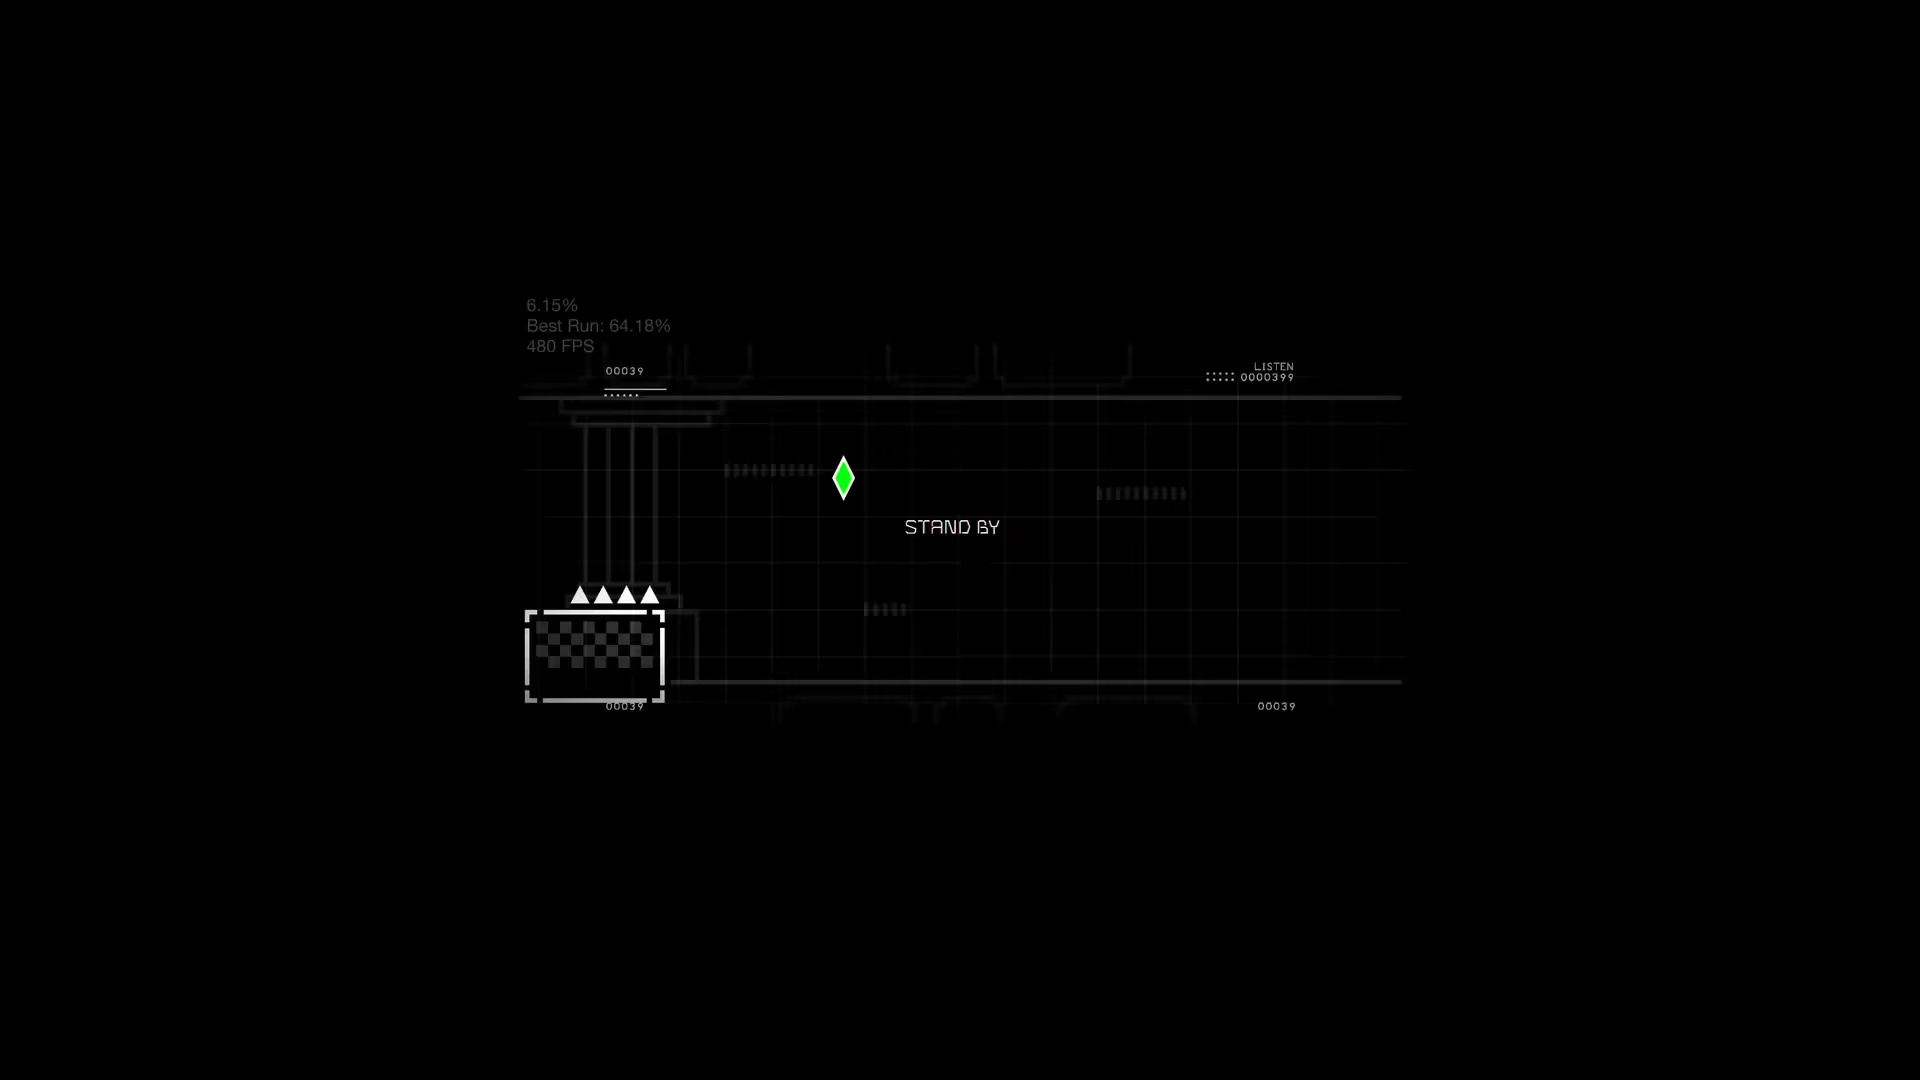 6.15%
Best Run: 64.18%
480 FPS
00039
LISTEN
0000399
STAND BY
00039
00039